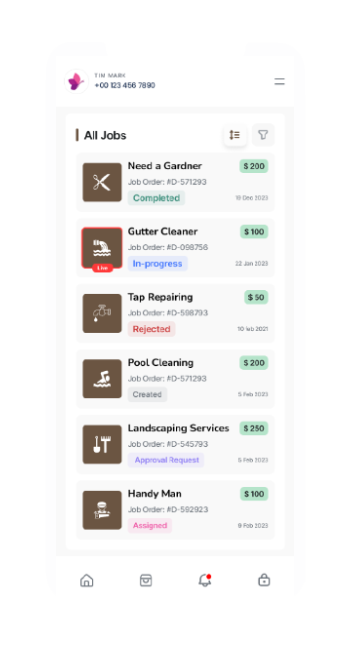 TIM MARK
+00 123 456 7890
All Jobs
Need a Gardner
$ 200
Job Order: #D-571293
Completed
19 Dec 2023
Gutter Cleaner
$ 100
Job Order: #D-098756
Live
In-progress
22 Jan 2023
Tap Repairing
$ 50
Job Order: #D-598793
Rejected
10 feb 2021
Pool Cleaning
$ 200
Job Order: #D-571293
Created
5 Feb 2023
Landscaping Services
$ 250
Job Order: #D-545793
Approval Request
5 Feb 2023
Handy Man
$ 100
Job Order: #D-592923
Assigned
9 Feb 2023